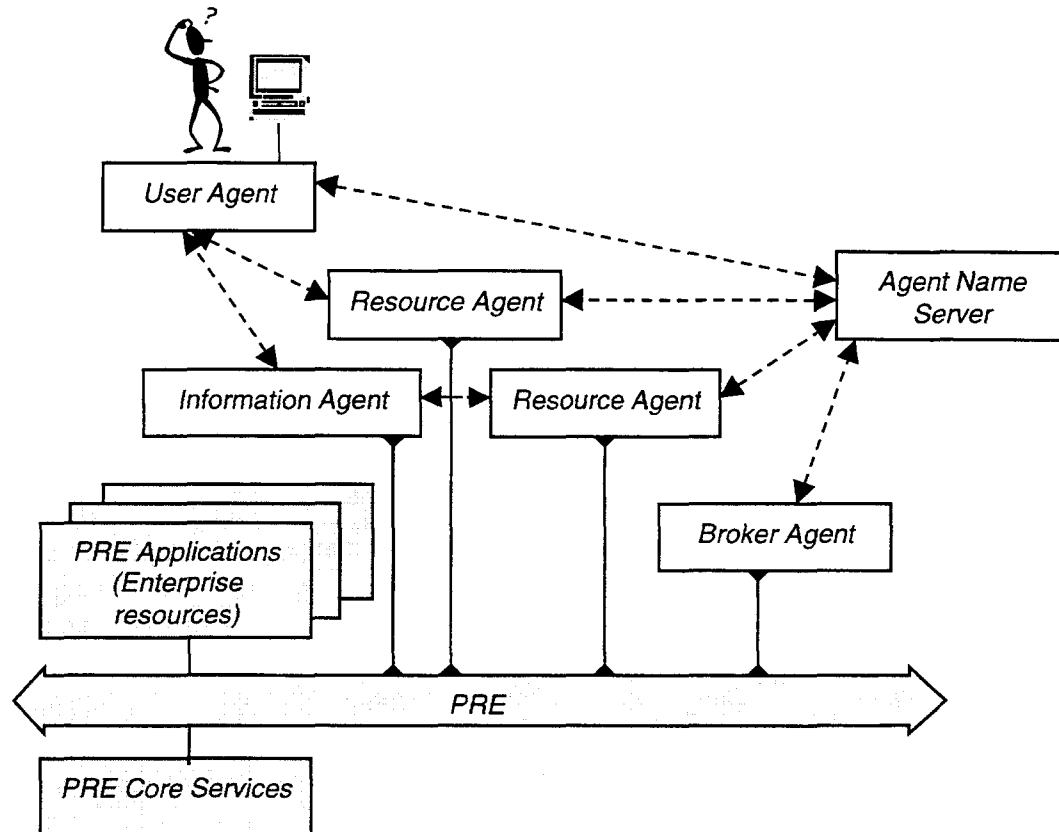 ?
User Agent
Resource Agent
Agent Name
Server
Information Agent
Resource Agent
Broker Agent
PRE Applications
(Enterprise
resources)
PRE
PRE Core Services